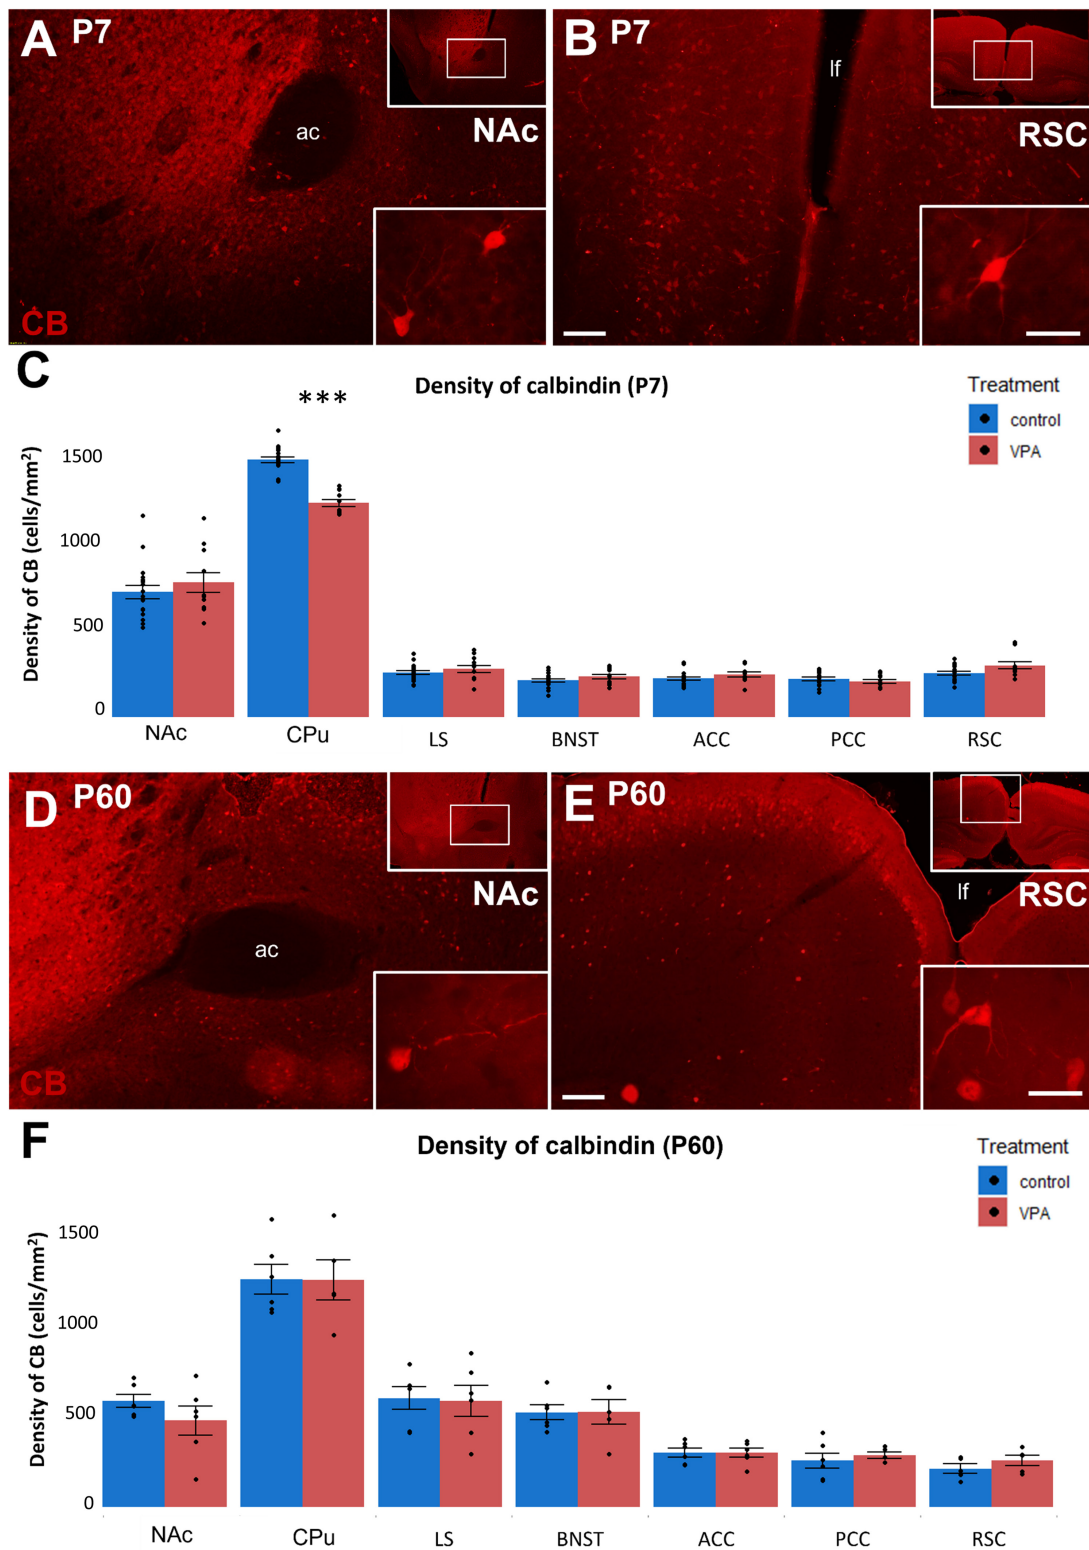 A P7
ac
NAc
CB
B P7
lf
RSC
C
Density of calbindin (P7)
***
Treatment
control
VPA
Density of CB (cells/mm²)
1500
1000
500
0
NAc CPu LS BNST ACC PCC RSC
D P60
ac
NAc
CB
E P60
lf
RSC
F
Density of calbindin (P60)
Treatment
control
VPA
Density of CB (cells/mm²)
1500
1000
500
0
NAc CPu LS BNST ACC PCC RSC